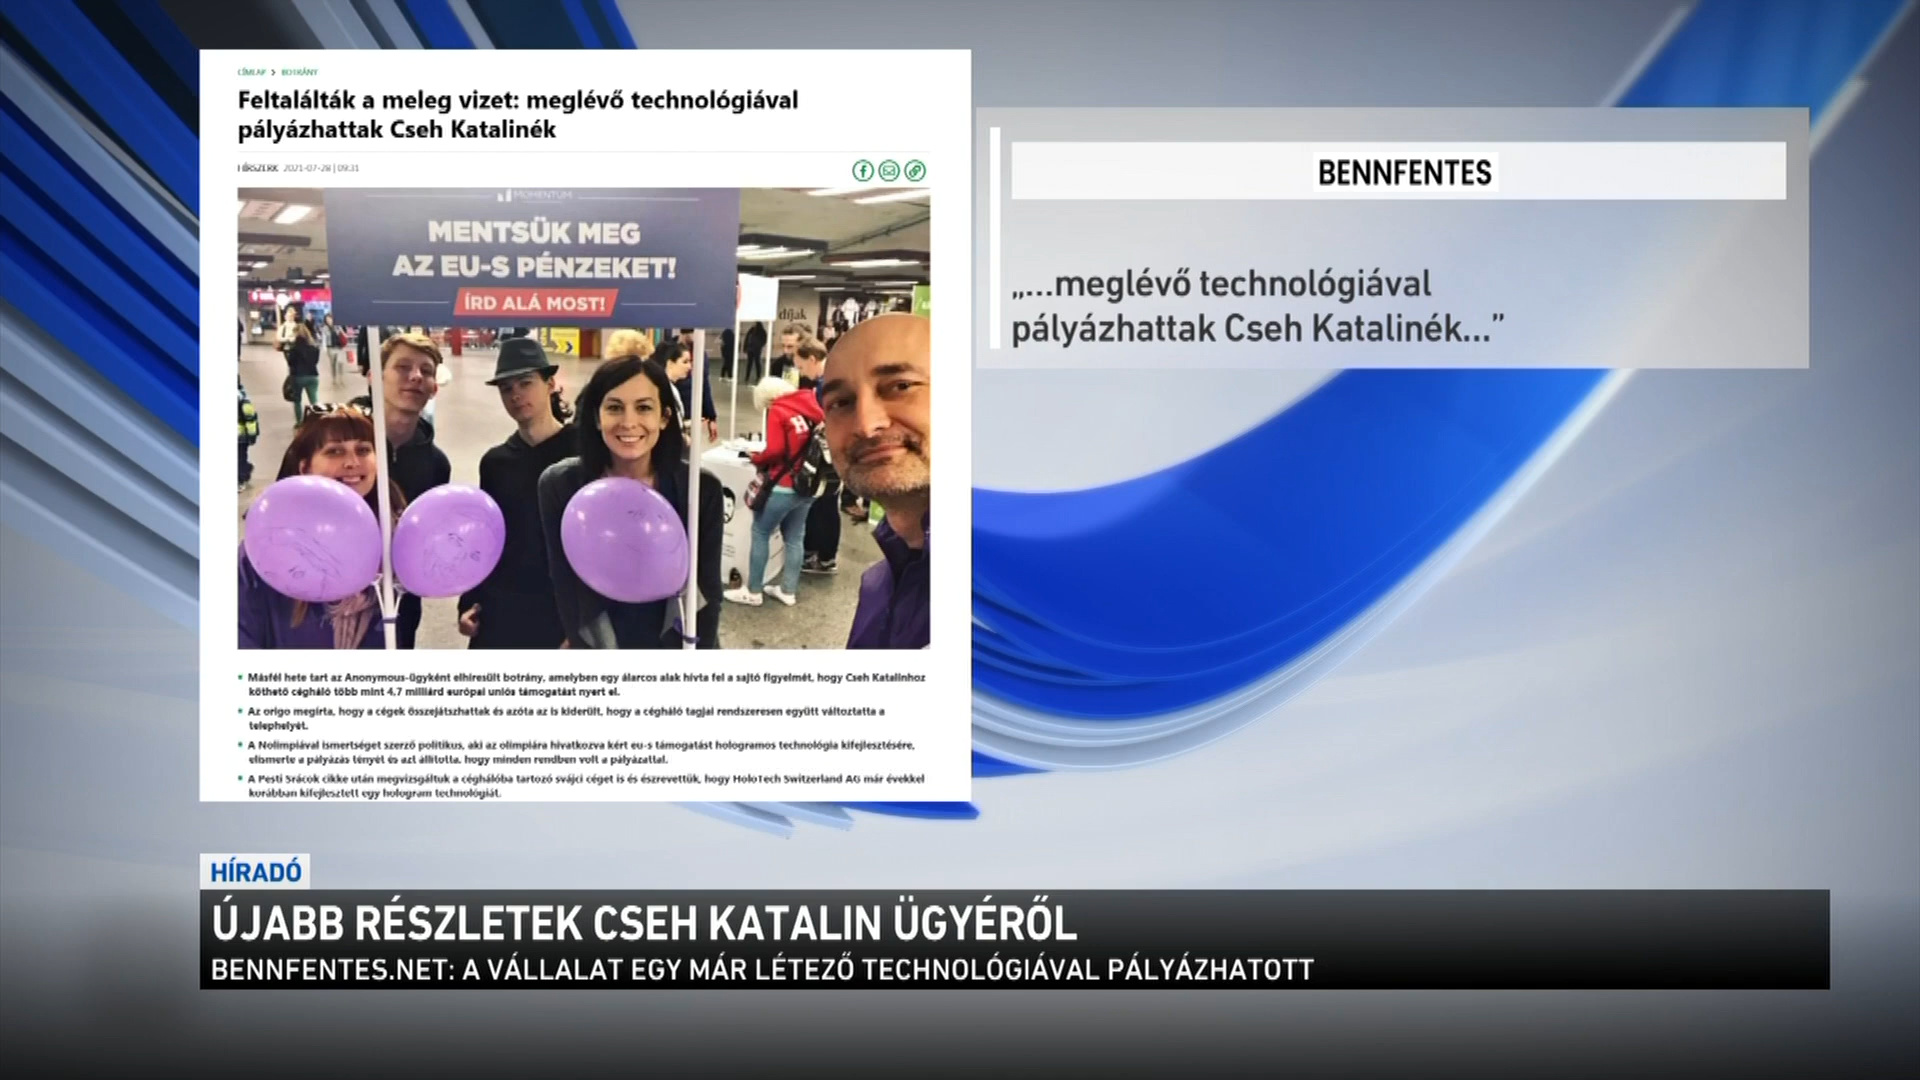 CÍMLAP > BOTRÁNY
Feltalálták a meleg vizet: meglévő technológiával
pályázhattak Cseh Katalinék
HÍRSZERK 2021-07-28 | 09:31
MOMENTUM
MENTSÜK MEG
AZ EU-S PÉNZEKET!
ÍRD ALÁ MOST!
díjak
H
Másfél hete tart az Anonymous-ügyként elhíresült botrány, amelyben egy álarcos alak hívta fel a sajtó figyelmét, hogy Cseh Katalinhoz
köthető cégháló több mint 4,7 milliárd európai uniós támogatást nyert el.
Az origo megírta, hogy a cégek összejátszhattak és azóta az is kiderült, hogy a cégháló tagjai rendszeresen együtt változtatta a
telephelyét.
A Nolimpiával ismertséget szerző politikus, aki az olimpiára hivatkozva kért eu-s támogatást hologramos technológia kifejlesztésére,
elismerte a pályázás tényét és azt állította, hogy minden rendben volt a pályázattal.
A Pesti Srácok cikke után megvizsgáltuk a céghálóba tartozó svájci céget is és észrevettük, hogy HoloTech Switzerland AG már évekkel
korábban kifejlesztett egy hologram technológiát.
BENNFENTES
„...meglévő technológiával
pályázhattak Cseh Katalinék...”
HÍRADÓ
ÚJABB RÉSZLETEK CSEH KATALIN ÜGYÉRŐL
BENNFENTES.NET: A VÁLLALAT EGY MÁR LÉTEZŐ TECHNOLÓGIÁVAL PÁLYÁZHATOTT